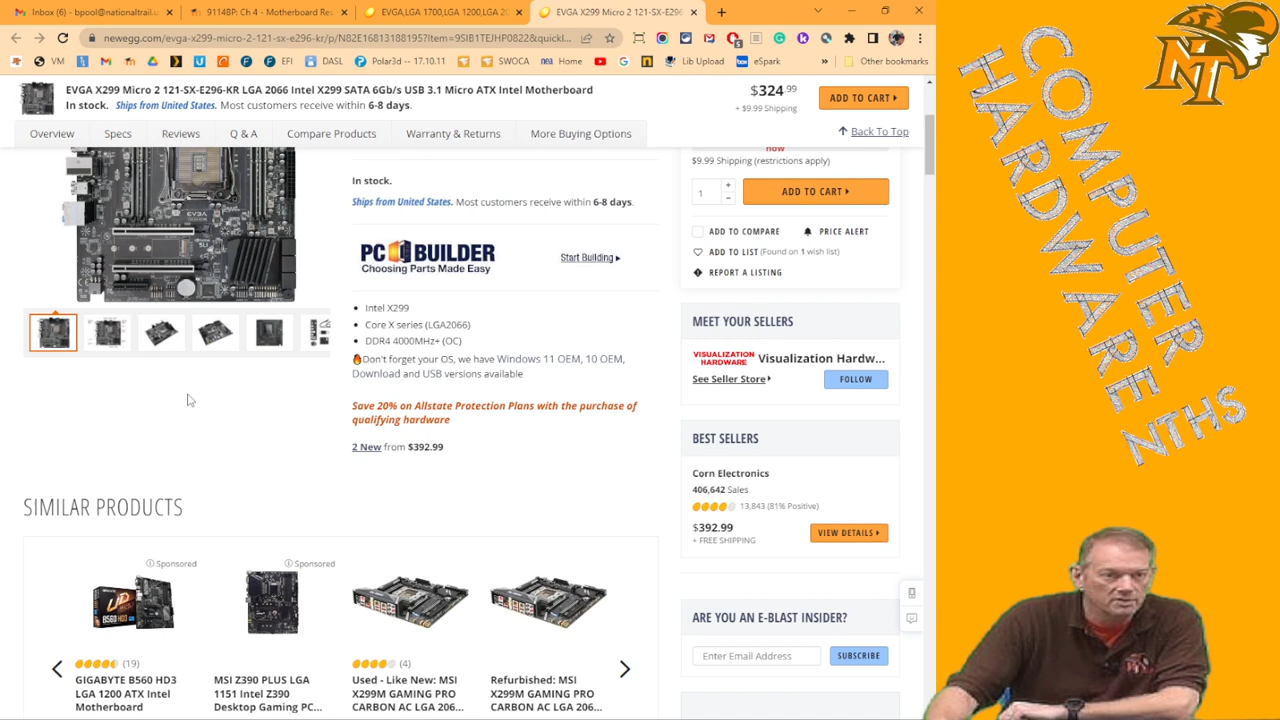 Inbox (6) - bpool@nationaltrail.u
9114BP: Ch 4 - Motherboard Res
EVGA,LGA 1700,LGA 1200,LGA 20
EVGA X299 Micro 2 121-SX-E296-
newegg.com/evga-x299-micro-2-121-sx-e296-kr/p/N82E16813188195?Item=9SIB1TEJHP0822&quickl...
VM
EFI
DASL
Polar3d -- 17.10.11
SWOCA
Home
Lib Upload
box eSpark
»
Other bookmarks
EVGA X299 Micro 2 121-SX-E296-KR LGA 2066 Intel X299 SATA 6Gb/s USB 3.1 Micro ATX Intel Motherboard
In stock. Ships from United States. Most customers receive within 6-8 days.
$324.99
+ $9.99 Shipping
ADD TO CART
Overview
Specs
Reviews
Q & A
Compare Products
Warranty & Returns
More Buying Options
Back To Top
now
$9.99 Shipping (restrictions apply)
1
+
-
ADD TO CART
ADD TO COMPARE
PRICE ALERT
ADD TO LIST (Found on 1 wish list)
REPORT A LISTING
EVGA
In stock.
Ships from United States. Most customers receive within 6-8 days.
PC BUILDER
Choosing Parts Made Easy
Start Building
• Intel X299
• Core X series (LGA2066)
• DDR4 4000MHz+ (OC)
Don't forget your OS, we have Windows 11 OEM, 10 OEM,
Download and USB versions available
Save 20% on Allstate Protection Plans with the purchase of
qualifying hardware
2 New from $392.99
MEET YOUR SELLERS
VISUALIZATION
HARDWARE
Visualization Hardw...
See Seller Store
FOLLOW
BEST SELLERS
Corn Electronics
406,642 Sales
13,843 (81% Positive)
$392.99
+ FREE SHIPPING
VIEW DETAILS
ARE YOU AN E-BLAST INSIDER?
Enter Email Address
SUBSCRIBE
SIMILAR PRODUCTS
Sponsored
Sponsored
B560 HD3
(19)
(4)
GIGABYTE B560 HD3
LGA 1200 ATX Intel
Motherboard
MSI Z390 PLUS LGA
1151 Intel Z390
Desktop Gaming PC...
Used - Like New: MSI
X299M GAMING PRO
CARBON AC LGA 206...
Refurbished: MSI
X299M GAMING PRO
CARBON AC LGA 206...
COMPUTER
HARDWARE
NTHS
NT